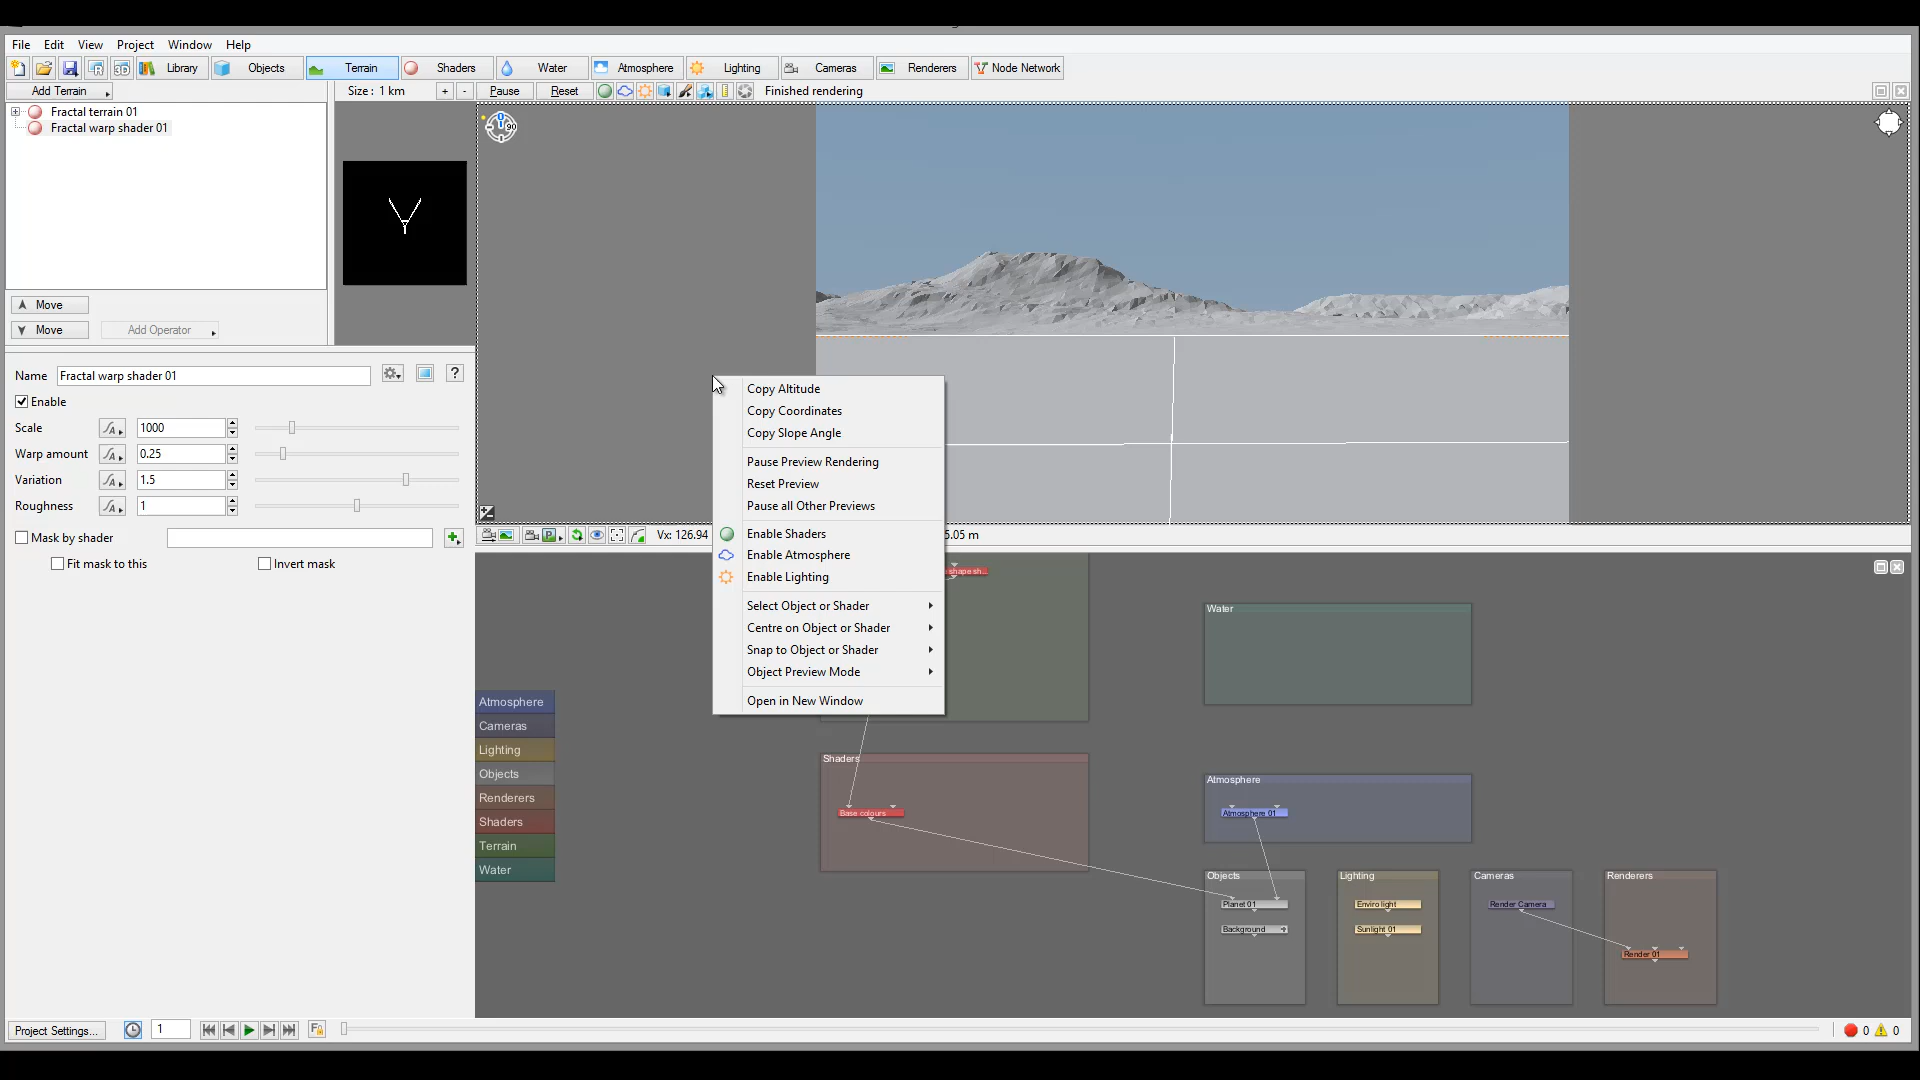 File Edit View Project Window Help
Library Objects Terrain Shaders Water Atmosphere Lighting Cameras Renderers Node Network
Add Terrain Size: 1 km + - Pause Reset Finished rendering
Fractal terrain 01
Fractal warp shader 01
90
Move
Move Add Operator
Name Fractal warp shader 01 ?
Enable
Scale 1000
Warp amount 0.25
Variation 1.5
Roughness 1
Mask by shader
Fit mask to this Invert mask
Copy Altitude
Copy Coordinates
Copy Slope Angle
Pause Preview Rendering
Reset Preview
Pause all Other Previews
Enable Shaders
Enable Atmosphere
Enable Lighting
Select Object or Shader
Centre on Object or Shader
Snap to Object or Shader
Object Preview Mode
Open in New Window
Vx: 126.94 5.05 m
shape sh...
Water
Atmosphere
Cameras
Lighting
Objects
Renderers
Shaders
Terrain
Water
Shaders
Base colours
Atmosphere
Atmosphere 01
Objects
Planet 01
Background
Lighting
Enviro light
Sunlight 01
Cameras
Render Camera
Renderers
Render 01
Project Settings... 1 0 0